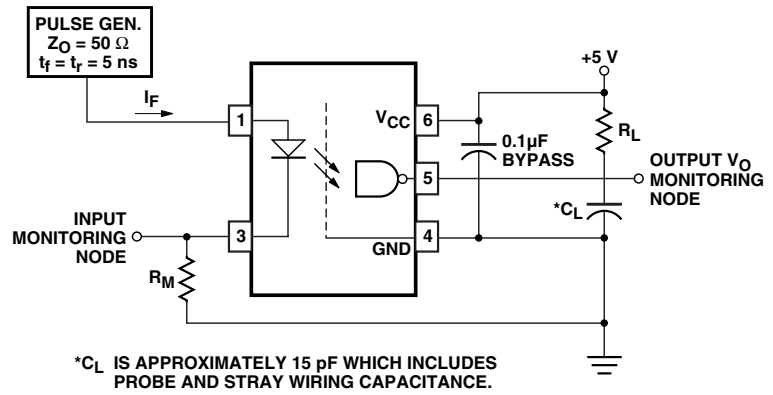 PULSE GEN.
Z_O = 50 Ω
t_f = t_r = 5 ns
I_F
+5 V
1
V_CC
6
0.1µF
BYPASS
R_L
5
OUTPUT V_O
MONITORING
NODE
*C_L
INPUT
MONITORING
NODE
3
GND
4
R_M
*C_L IS APPROXIMATELY 15 pF WHICH INCLUDES
PROBE AND STRAY WIRING CAPACITANCE.